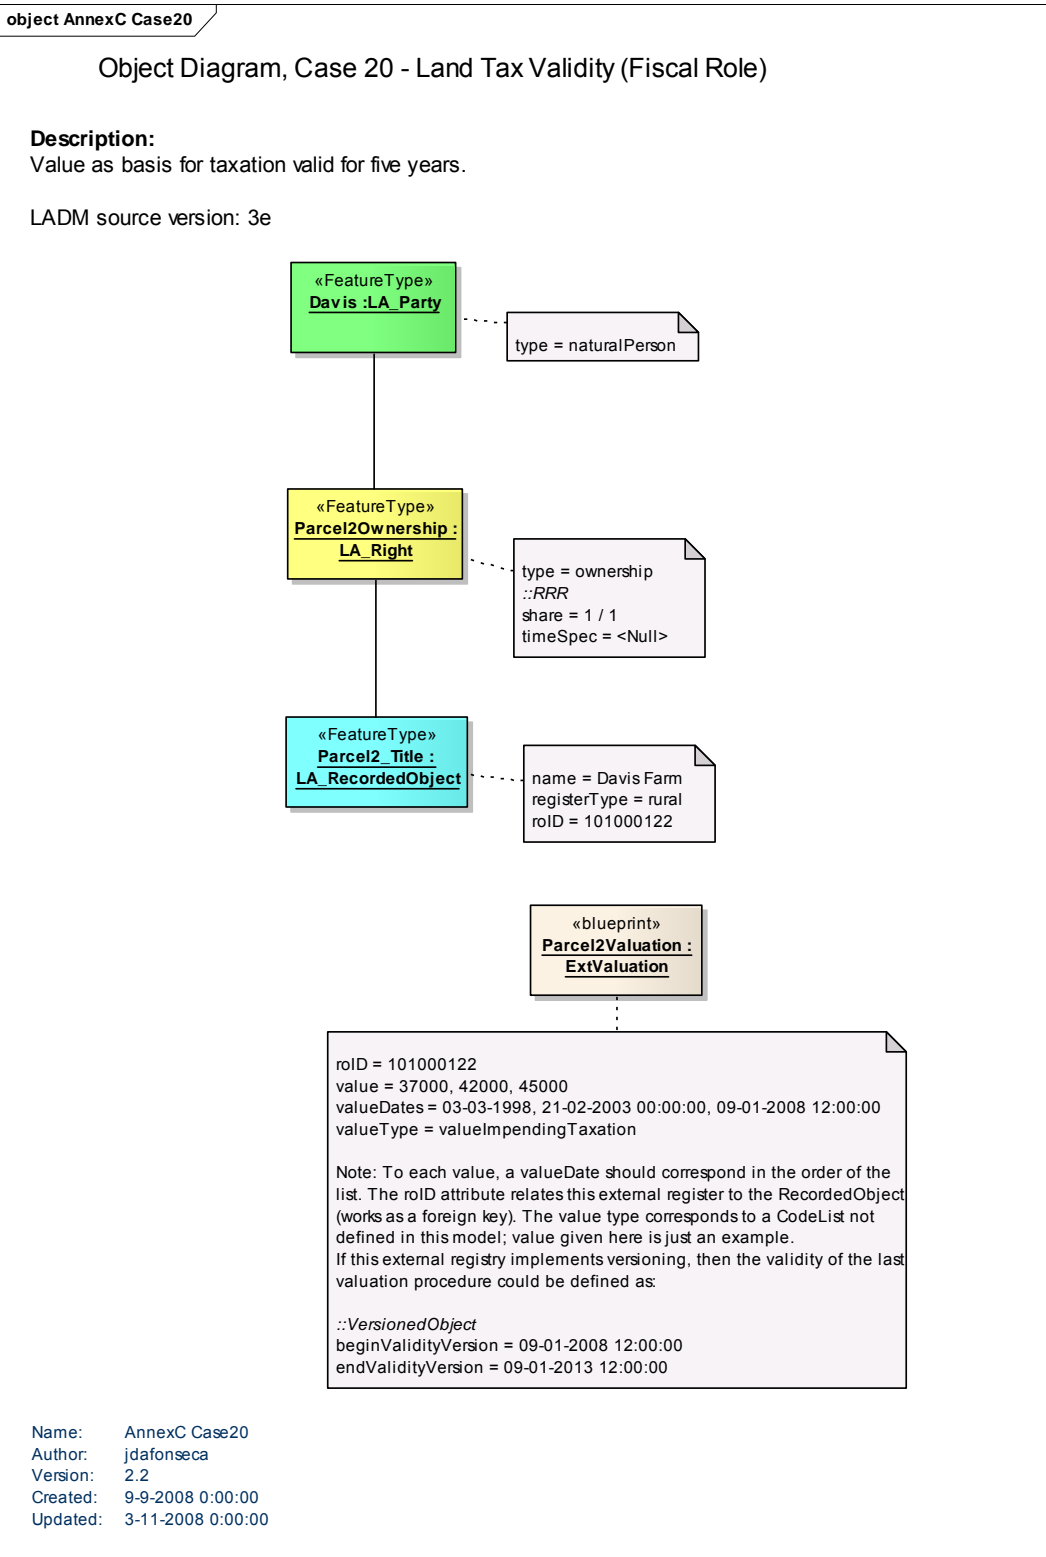 object AnnexC Case20
Object Diagram, Case 20 - Land Tax Validity (Fiscal Role)
Description:
Value as basis for taxation valid for five years.
LADM source version: 3e
«FeatureType»
Davis :LA_Party
type = naturalPerson
«FeatureType»
Parcel2Ownership :
LA_Right
type = ownership
::RRR
share = 1 / 1
timeSpec = <Null>
«FeatureType»
Parcel2_Title :
LA_RecordedObject
name = Davis Farm
registerType = rural
roID = 101000122
«blueprint»
Parcel2Valuation :
ExtValuation
roID = 101000122
value = 37000, 42000, 45000
valueDates = 03-03-1998, 21-02-2003 00:00:00, 09-01-2008 12:00:00
valueType = valueImpendingTaxation
Note: To each value, a valueDate should correspond in the order of the
list. The roID attribute relates this external register to the RecordedObject
(works as a foreign key). The value type corresponds to a CodeList not
defined in this model; value given here is just an example.
If this external registry implements versioning, then the validity of the last
valuation procedure could be defined as:
::VersionedObject
beginValidityVersion = 09-01-2008 12:00:00
endValidityVersion = 09-01-2013 12:00:00
Name: AnnexC Case20
Author: jdafonseca
Version: 2.2
Created: 9-9-2008 0:00:00
Updated: 3-11-2008 0:00:00